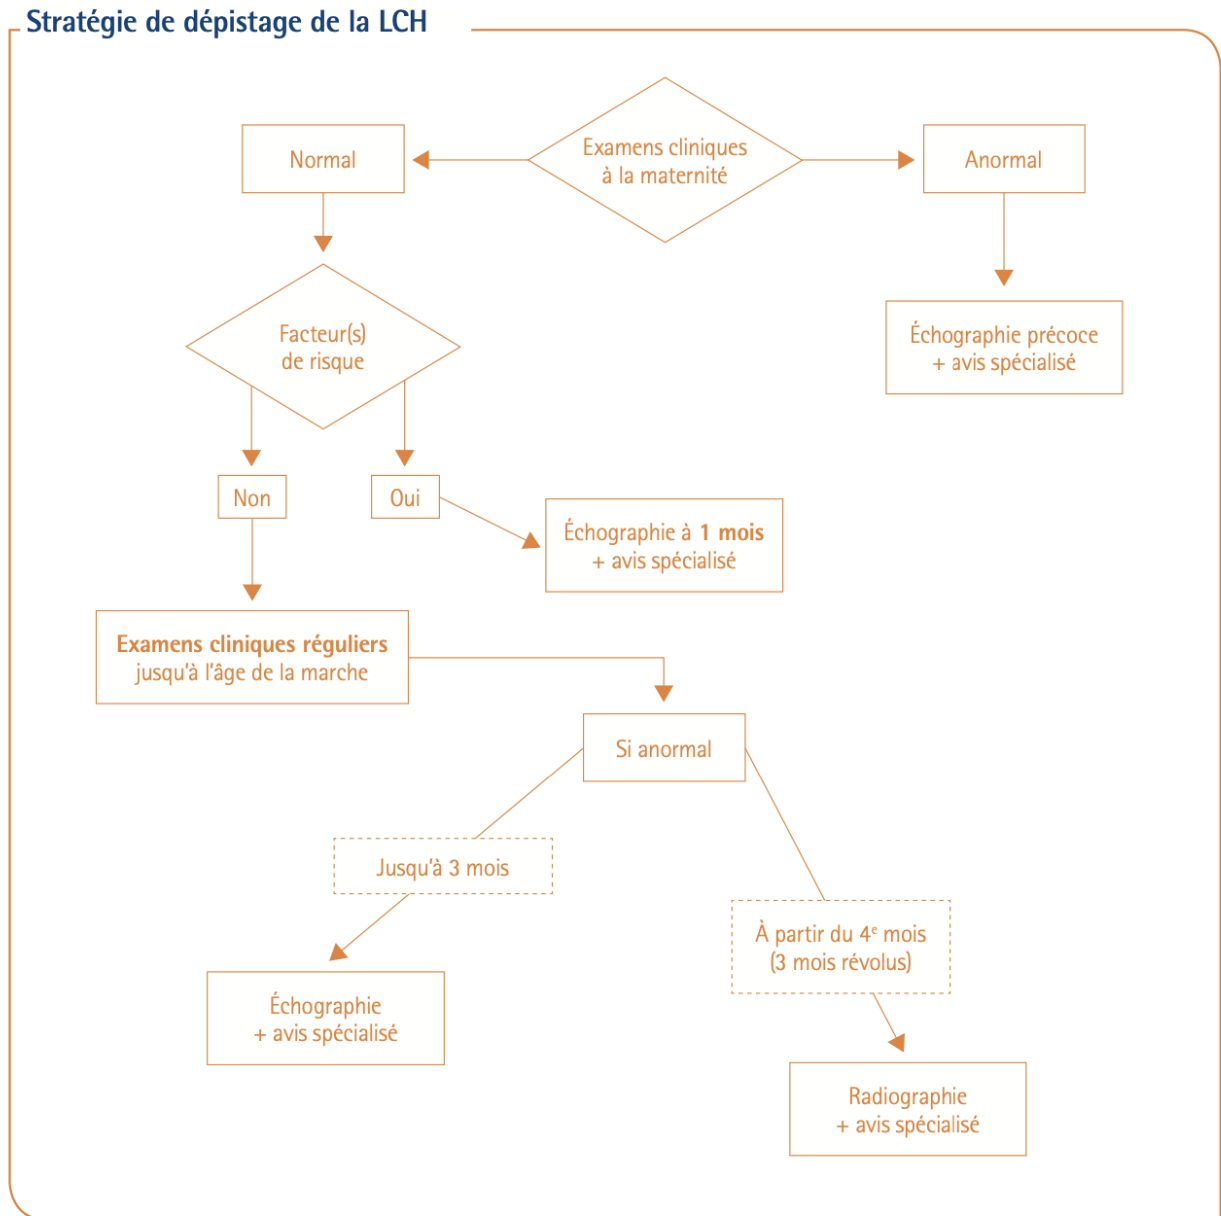 Stratégie de dépistage de la LCH
Examens cliniques
à la maternité
Normal
Anormal
Échographie précoce
+ avis spécialisé
Facteur(s)
de risque
Non
Oui
Échographie à 1 mois
+ avis spécialisé
Examens cliniques réguliers
jusqu'à l'âge de la marche
Si anormal
Jusqu'à 3 mois
À partir du 4e mois
(3 mois révolus)
Échographie
+ avis spécialisé
Radiographie
+ avis spécialisé